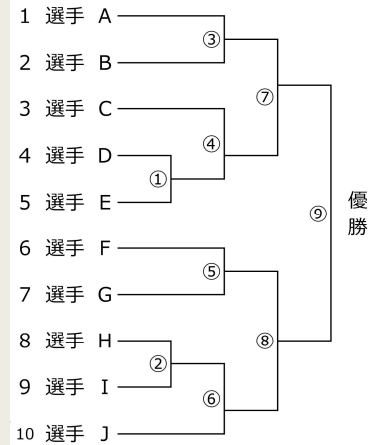 1 選手 A
2 選手 B
3 選手 C
4 選手 D
5 選手 E
6 選手 F
7 選手 G
8 選手 H
9 選手 I
10 選手 J
①
②
③
④
⑤
⑥
⑦
⑧
⑨
優勝